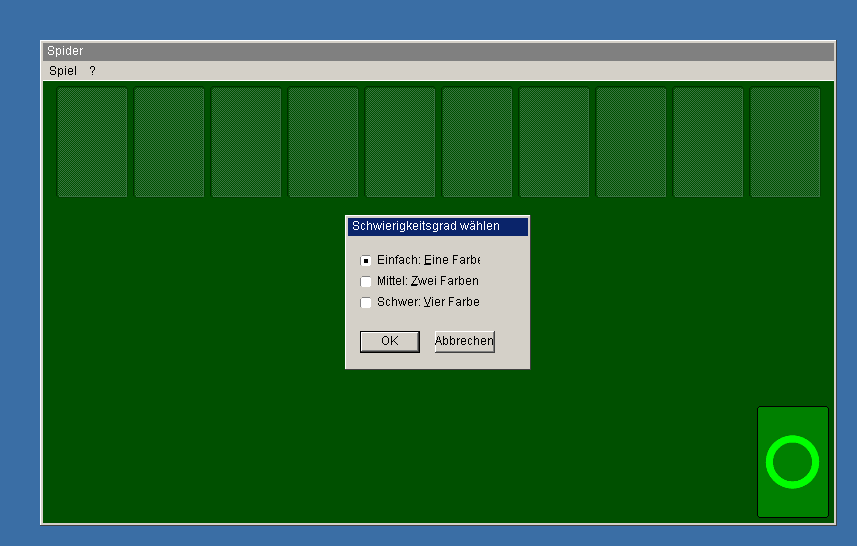 Spider
Spiel ?
Schwierigkeitsgrad wählen
Einfach: Eine Farbe
Mittel: Zwei Farben
Schwer: Vier Farbe
OK Abbrechen